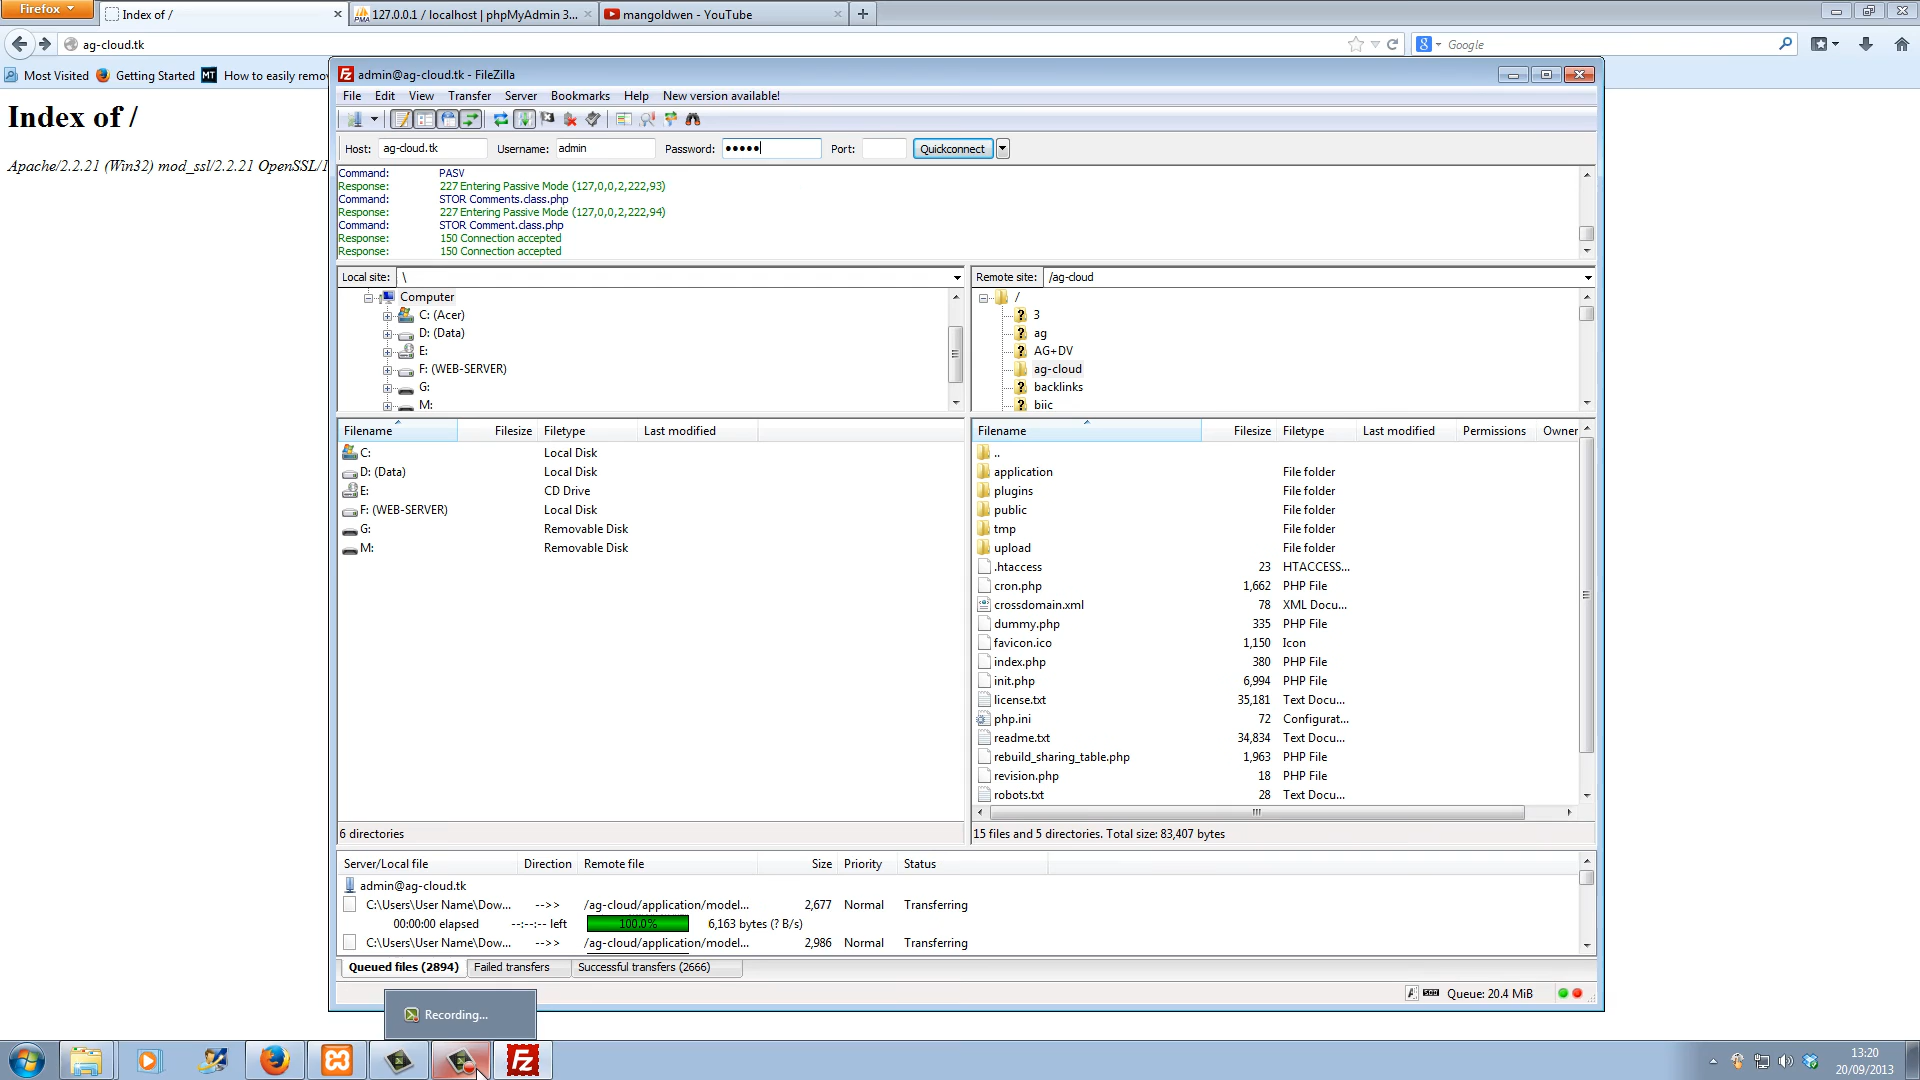 Firefox
Index of /
127.0.0.1 / localhost | phpMyAdmin 3...
mangoldwen - YouTube
ag-cloud.tk
Google
Most Visited
Getting Started
MT
How to easily remov
Index of /
Apache/2.2.21 (Win32) mod_ssl/2.2.21 OpenSSL/1
admin@ag-cloud.tk - FileZilla
File Edit View Transfer Server Bookmarks Help New version available!
Host: ag-cloud.tk Username: admin Password: ●●●●● Port: Quickconnect
Command: PASV
Response: 227 Entering Passive Mode (127,0,0,2,222,93)
Command: STOR Comments.class.php
Response: 227 Entering Passive Mode (127,0,0,2,222,94)
Command: STOR Comment.class.php
Response: 150 Connection accepted
Response: 150 Connection accepted
Local site: \
Computer
C: (Acer)
D: (Data)
E:
F: (WEB-SERVER)
G:
M:
Remote site: /ag-cloud
/
3
ag
AG+DV
ag-cloud
backlinks
biic
Filename Filesize Filetype Last modified
C: Local Disk
D: (Data) Local Disk
E: CD Drive
F: (WEB-SERVER) Local Disk
G: Removable Disk
M: Removable Disk
6 directories
Filename Filesize Filetype Last modified Permissions Owner
..
application File folder
plugins File folder
public File folder
tmp File folder
upload File folder
.htaccess 23 HTACCESS...
cron.php 1,662 PHP File
crossdomain.xml 78 XML Docu...
dummy.php 335 PHP File
favicon.ico 1,150 Icon
index.php 380 PHP File
init.php 6,994 PHP File
license.txt 35,181 Text Docu...
php.ini 72 Configurat...
readme.txt 34,834 Text Docu...
rebuild_sharing_table.php 1,963 PHP File
revision.php 18 PHP File
robots.txt 28 Text Docu...
15 files and 5 directories. Total size: 83,407 bytes
Server/Local file Direction Remote file Size Priority Status
admin@ag-cloud.tk
C:\Users\User Name\Dow... -->> /ag-cloud/application/model... 2,677 Normal Transferring
00:00:00 elapsed --:--:-- left 100.0% 6,163 bytes (? B/s)
C:\Users\User Name\Dow... -->> /ag-cloud/application/model... 2,986 Normal Transferring
Queued files (2894) Failed transfers Successful transfers (2666)
Queue: 20.4 MiB
Recording...
13:20
20/09/2013